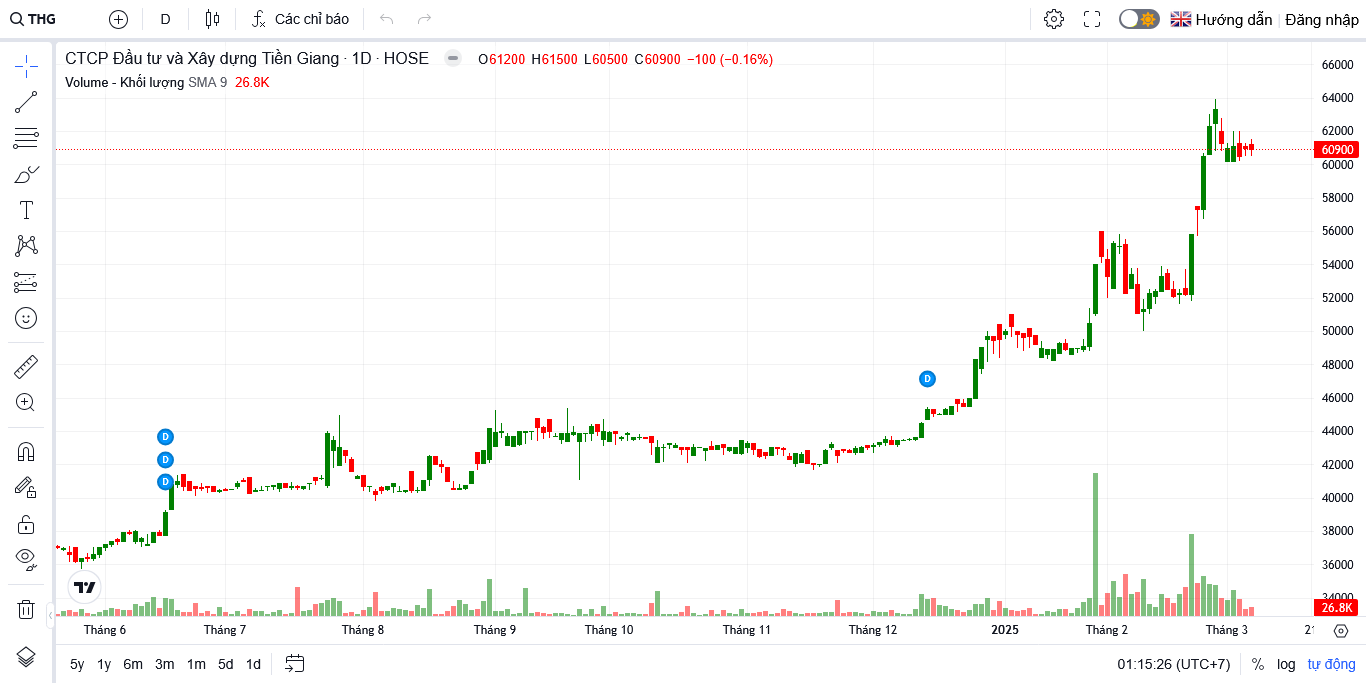 THG D Các chỉ báo Hướng dẫn Đăng nhập
CTCP Đầu tư và Xây dựng Tiền Giang · 1D · HOSE O61200 H61500 L60500 C60900 −100 (−0.16%)
Volume - Khối lượng SMA 9 26.8K
66000
64000
62000
60900
60000
58000
56000
54000
52000
50000
48000
46000
44000
42000
40000
38000
36000
34000
26.8K
D
D
D
D
Tháng 6 Tháng 7 Tháng 8 Tháng 9 Tháng 10 Tháng 11 Tháng 12 2025 Tháng 2 Tháng 3
5y 1y 6m 3m 1m 5d 1d 01:15:26 (UTC+7) % log tự động